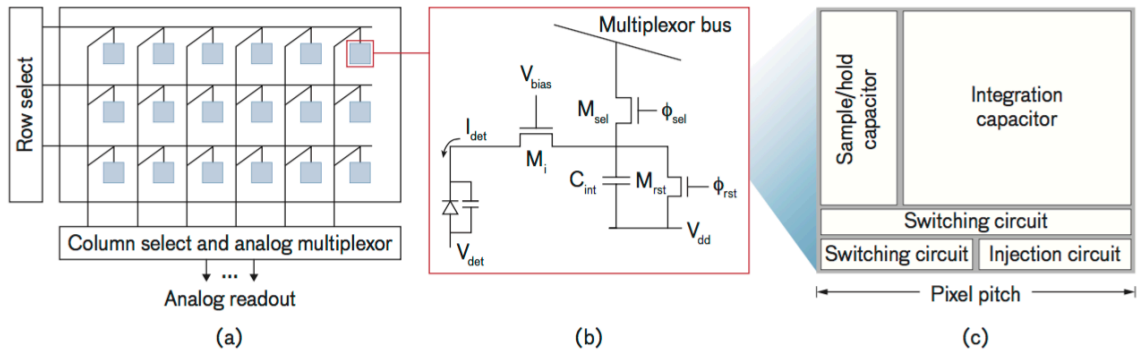 Row select
Column select and analog multiplexor
...
Analog readout
(a)
Multiplexor bus
V_bias
M_sel
ϕ_sel
I_det
M_i
C_int
M_rst
ϕ_rst
V_dd
V_det
(b)
Sample/hold
capacitor
Integration
capacitor
Switching circuit
Switching circuit
Injection circuit
Pixel pitch
(c)